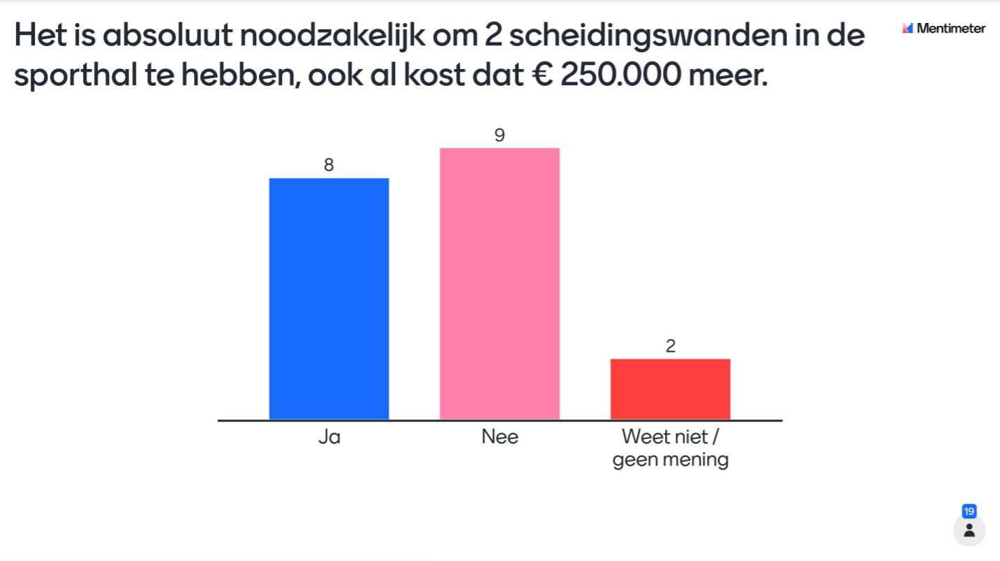 Het is absoluut noodzakelijk om 2 scheidingswanden in de
sporthal te hebben, ook al kost dat € 250.000 meer.
Mentimeter
9
8
2
Ja
Nee
Weet niet /
geen mening
19